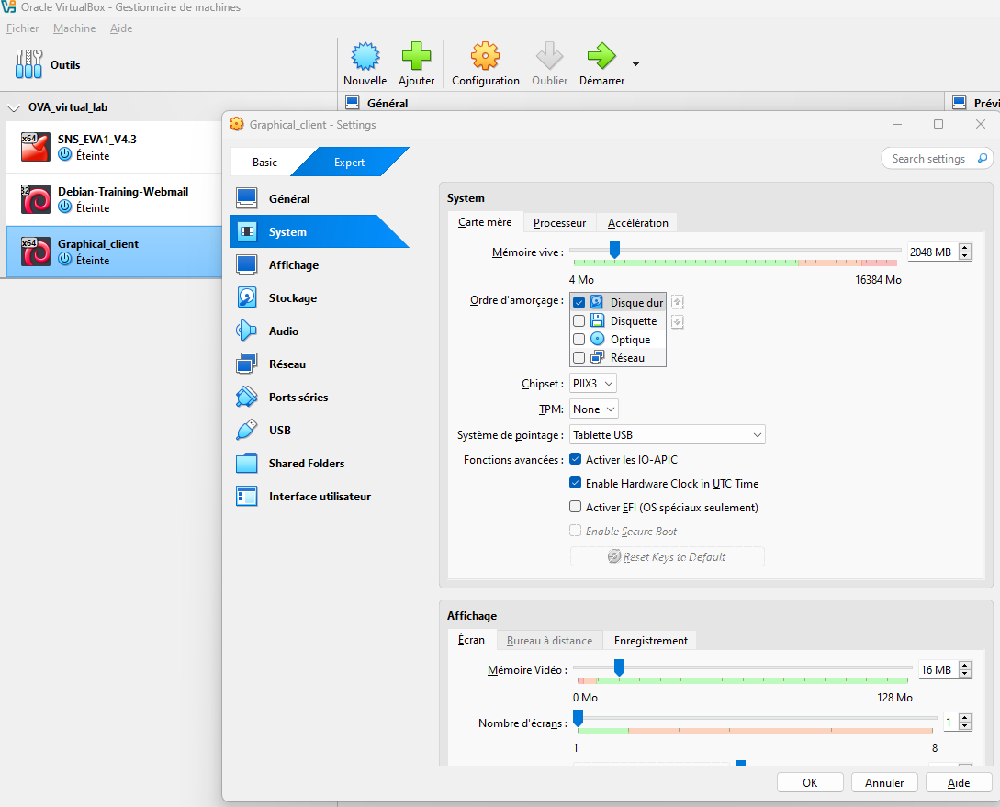 Oracle VirtualBox - Gestionnaire de machines
Fichier Machine Aide
Outils
Nouvelle Ajouter Configuration Oublier Démarrer
OVA_virtual_lab
Général
Prévi
x64
SNS_EVA1_V4.3
Éteinte
32
Debian-Training-Webmail
Éteinte
x64
Graphical_client
Éteinte
Graphical_client - Settings
Basic Expert
Search settings
Général
System
Affichage
Stockage
Audio
Réseau
Ports séries
USB
Shared Folders
Interface utilisateur
System
Carte mère Processeur Accélération
Mémoire vive : 2048 MB
4 Mo 16384 Mo
Ordre d'amorçage : Disque dur
Disquette
Optique
Réseau
Chipset : PIIX3
TPM: None
Système de pointage : Tablette USB
Fonctions avancées : Activer les IO-APIC
Enable Hardware Clock in UTC Time
Activer EFI (OS spéciaux seulement)
Enable Secure Boot
Reset Keys to Default
Affichage
Écran Bureau à distance Enregistrement
Mémoire Vidéo : 16 MB
0 Mo 128 Mo
Nombre d'écrans : 1
1 8
OK Annuler Aide